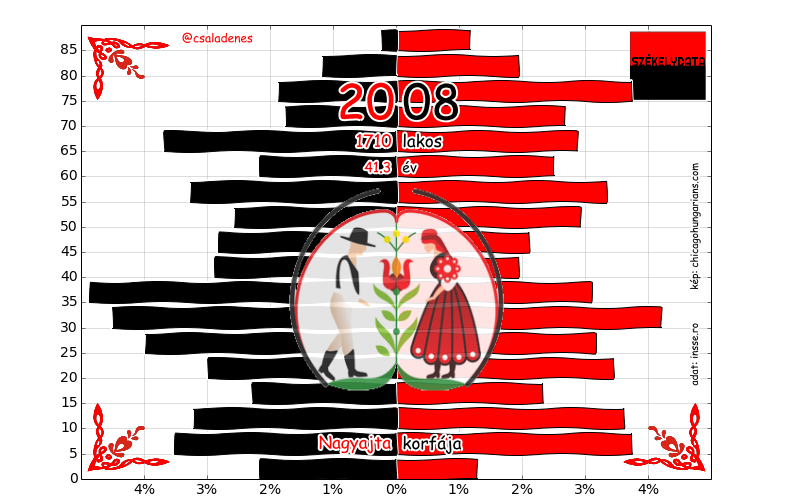 @csaladenes
SZÉKELYDATA
2008
1710 lakos
41.3 év
kép: chicagohungarians.com
adat: insse.ro
Nagyajta korfája
85
80
75
70
65
60
55
50
45
40
35
30
25
20
15
10
5
0
4% 3% 2% 1% 0% 1% 2% 3% 4%